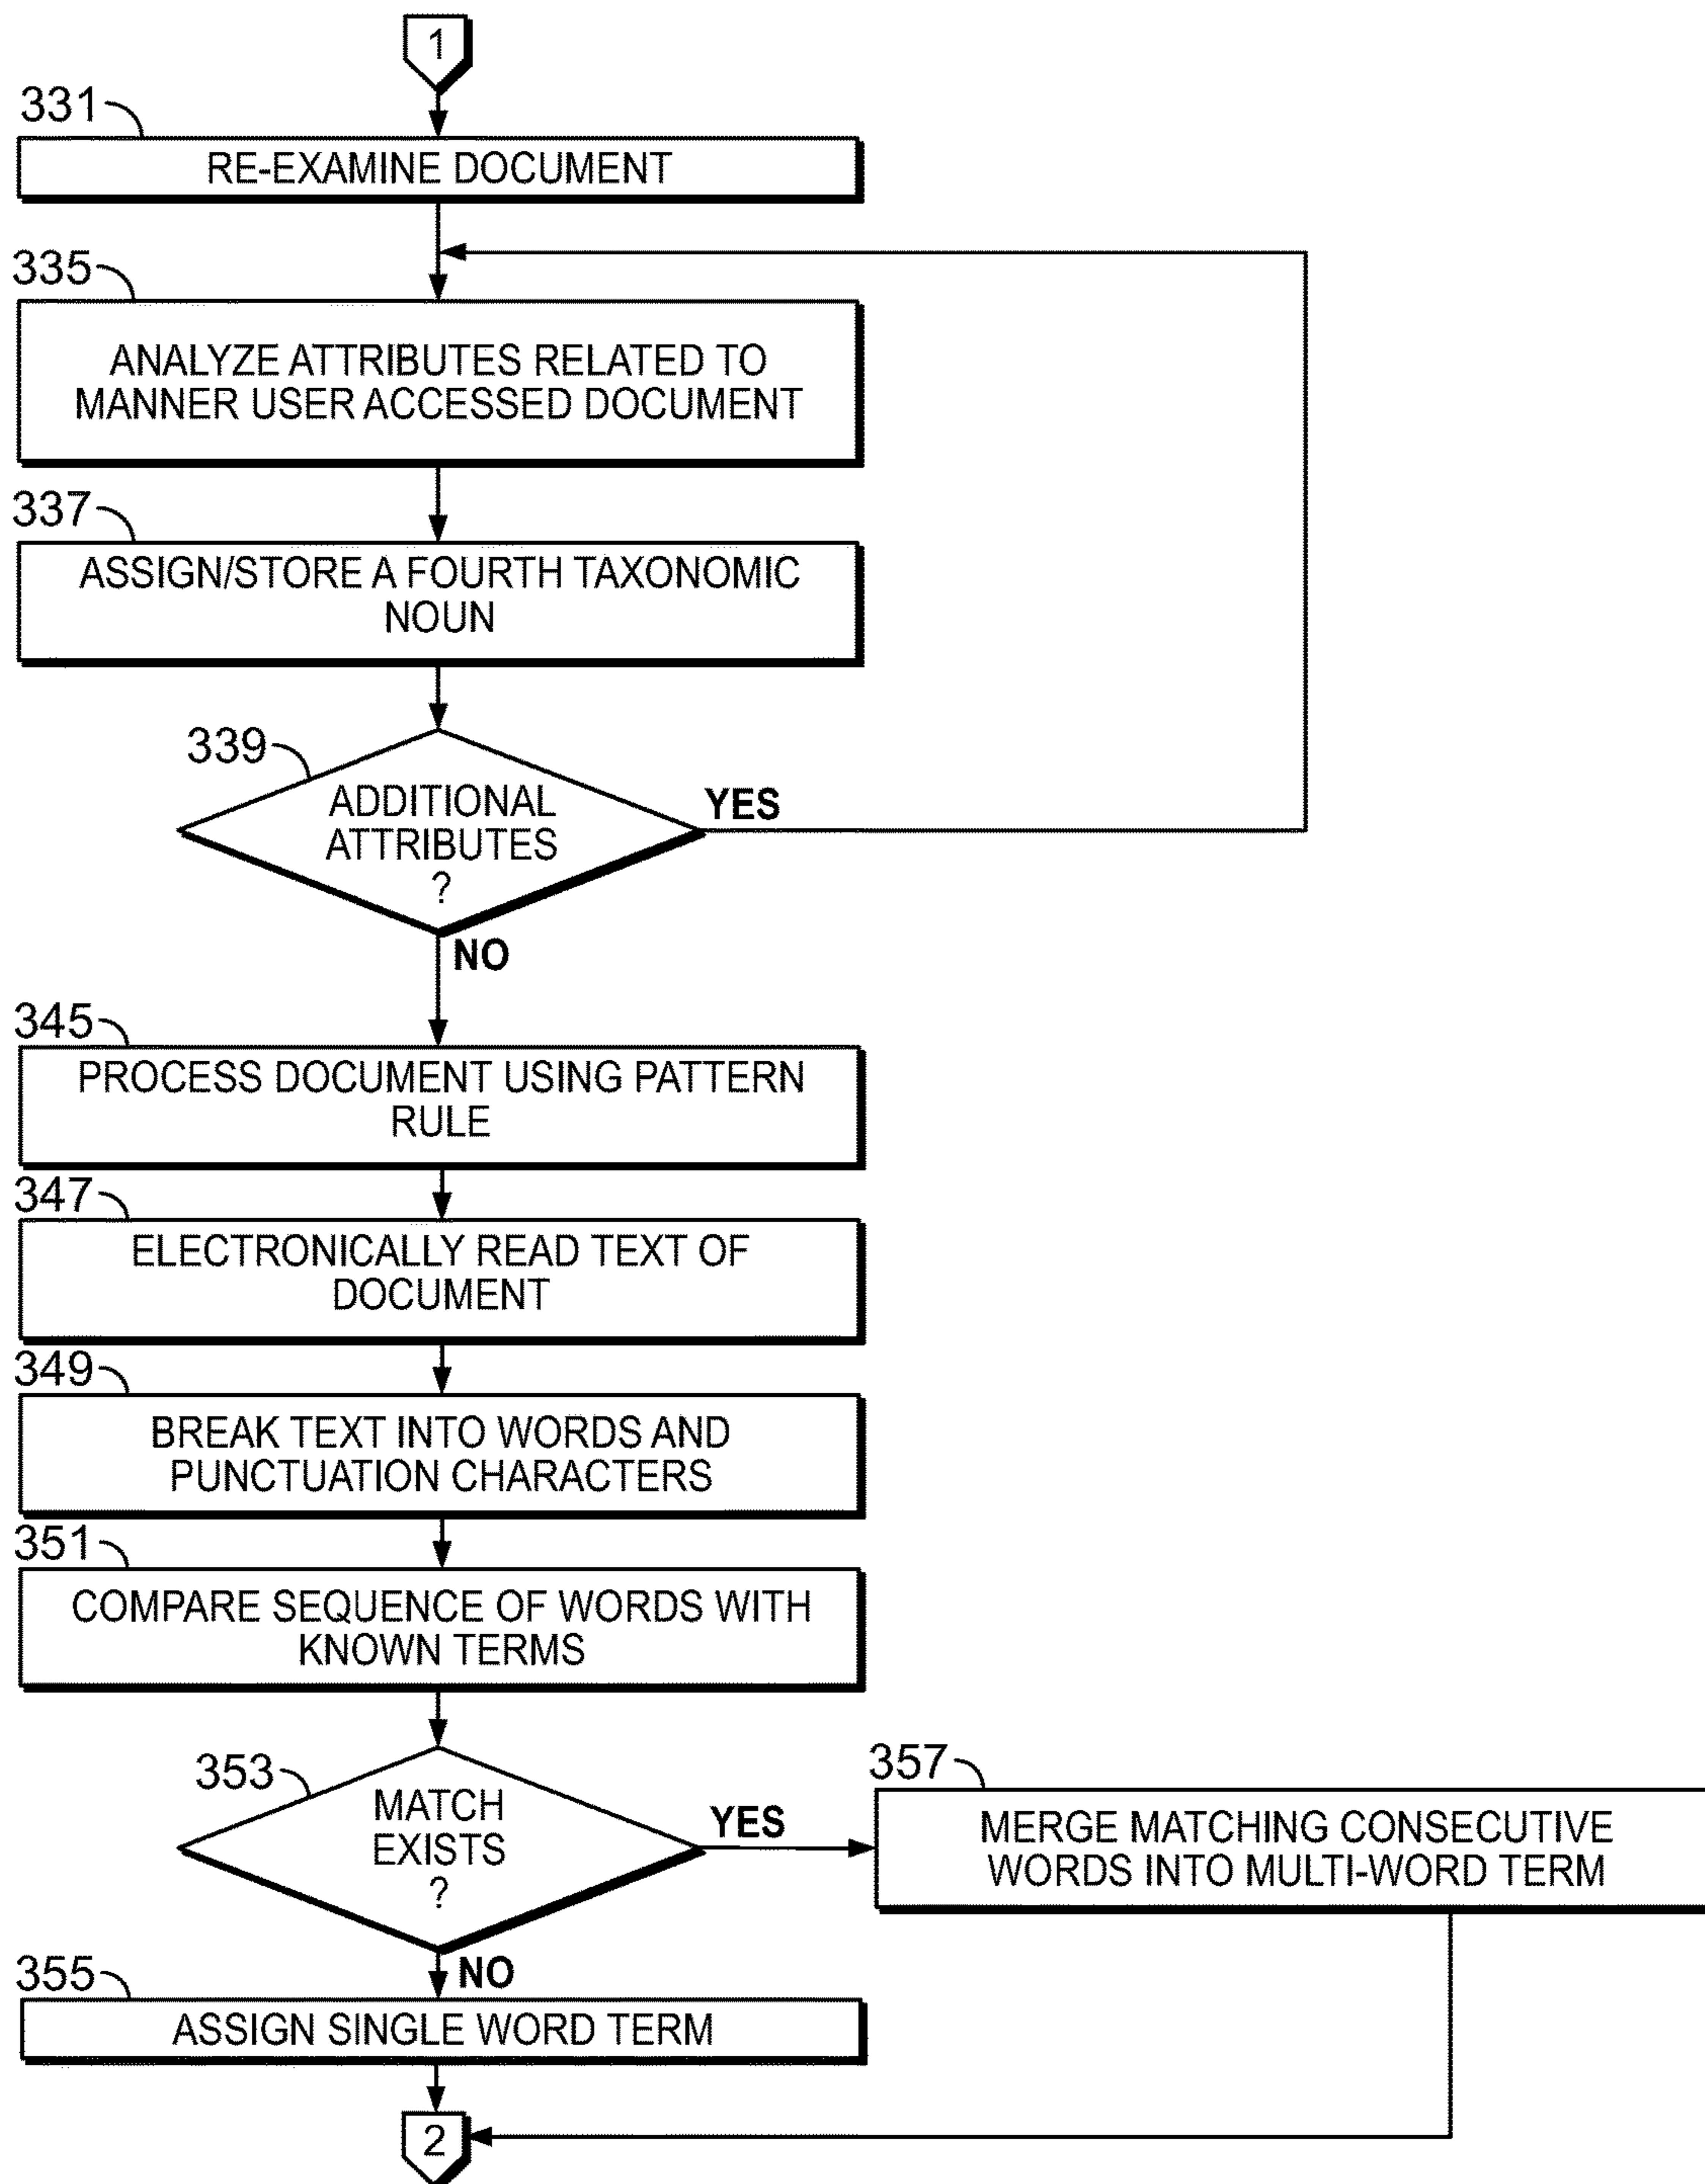 1
331
RE-EXAMINE DOCUMENT
335
ANALYZE ATTRIBUTES RELATED TO
MANNER USER ACCESSED DOCUMENT
337
ASSIGN/STORE A FOURTH TAXONOMIC
NOUN
339
ADDITIONAL
ATTRIBUTES
?
YES
NO
345
PROCESS DOCUMENT USING PATTERN
RULE
347
ELECTRONICALLY READ TEXT OF
DOCUMENT
349
BREAK TEXT INTO WORDS AND
PUNCTUATION CHARACTERS
351
COMPARE SEQUENCE OF WORDS WITH
KNOWN TERMS
353
MATCH
EXISTS
?
YES
357
MERGE MATCHING CONSECUTIVE
WORDS INTO MULTI-WORD TERM
NO
355
ASSIGN SINGLE WORD TERM
2